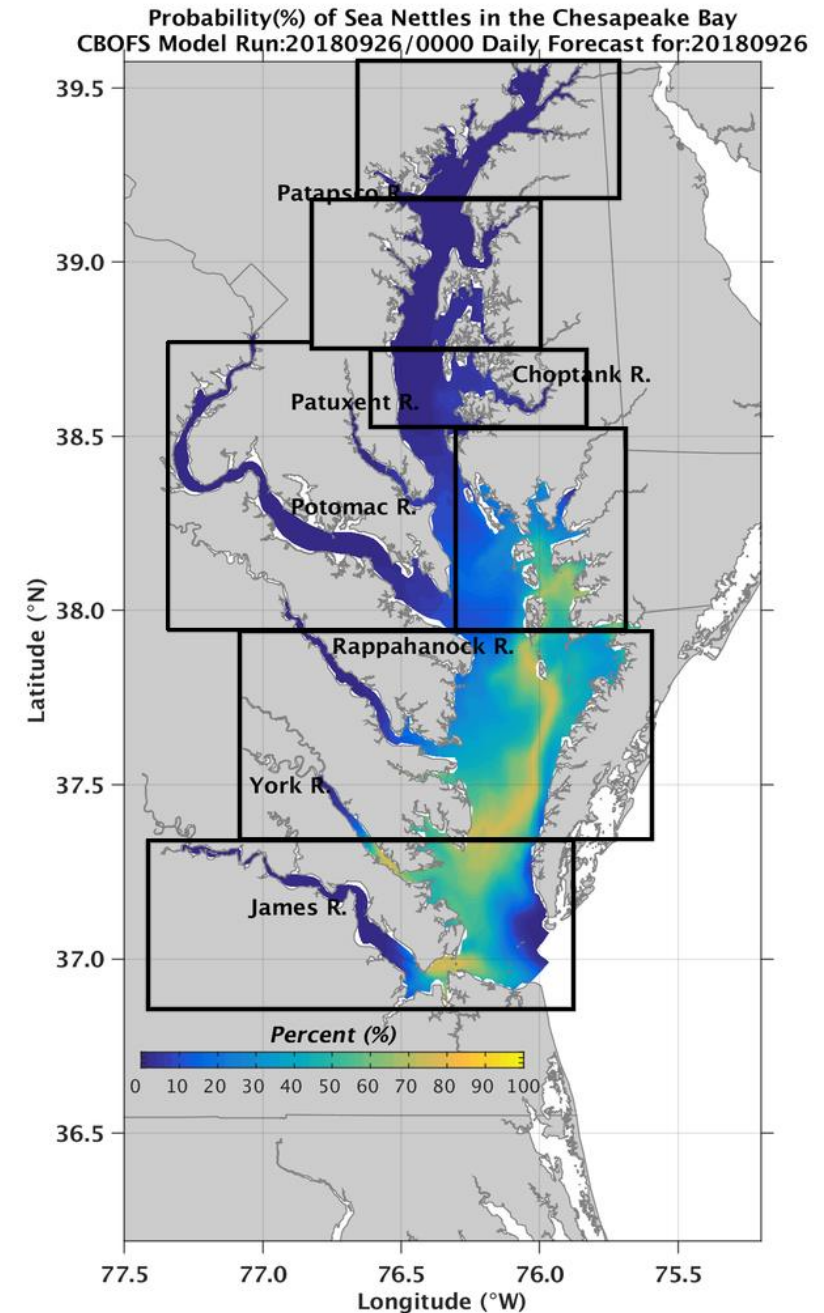 Probability(%) of Sea Nettles in the Chesapeake Bay
CBOFS Model Run:20180926/0000 Daily Forecast for:20180926
39.5
Patapsco R.
39.0
Choptank R.
Patuxent R.
38.5
Potomac R.
38.0
Rappahanock R.
37.5
York R.
James R.
37.0
Percent (%)
0 10 20 30 40 50 60 70 80 90 100
36.5
Latitude (°N)
77.5 77.0 76.5 76.0 75.5
Longitude (°W)